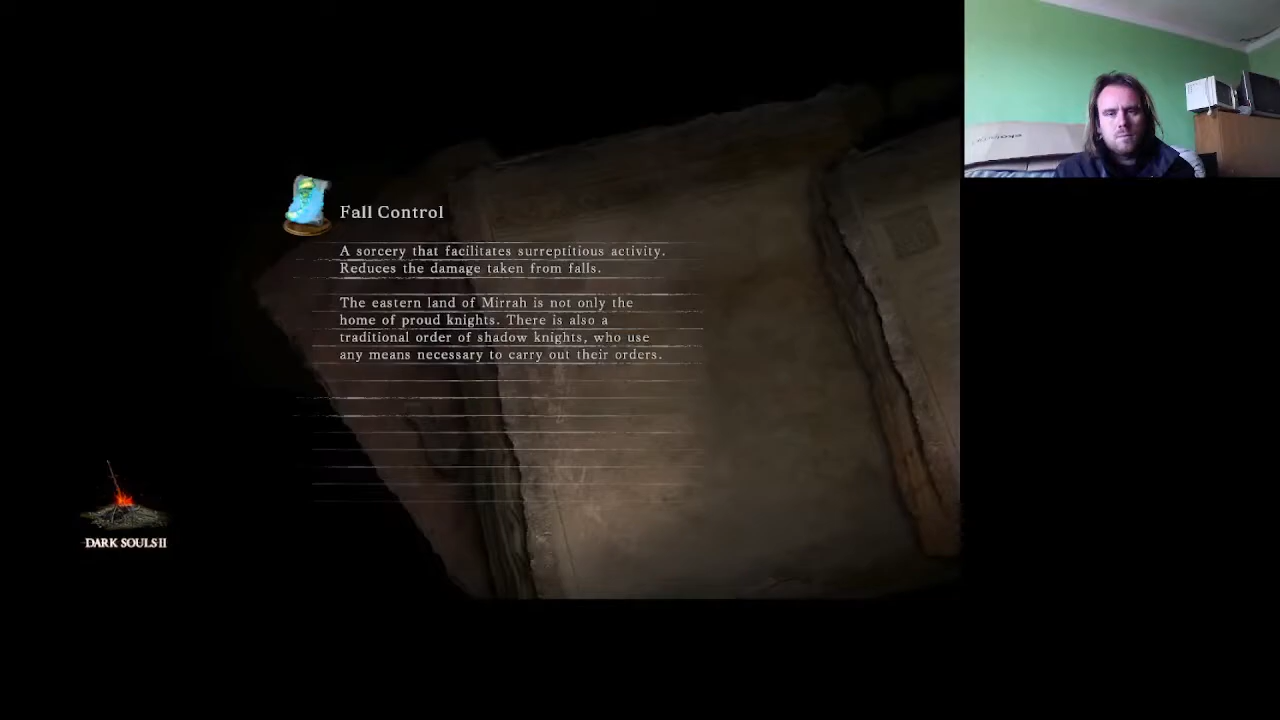 Fall Control
A sorcery that facilitates surreptitious activity.
Reduces the damage taken from falls.
The eastern land of Mirrah is not only the
home of proud knights. There is also a
traditional order of shadow knights, who use
any means necessary to carry out their orders.
DARK SOULS II